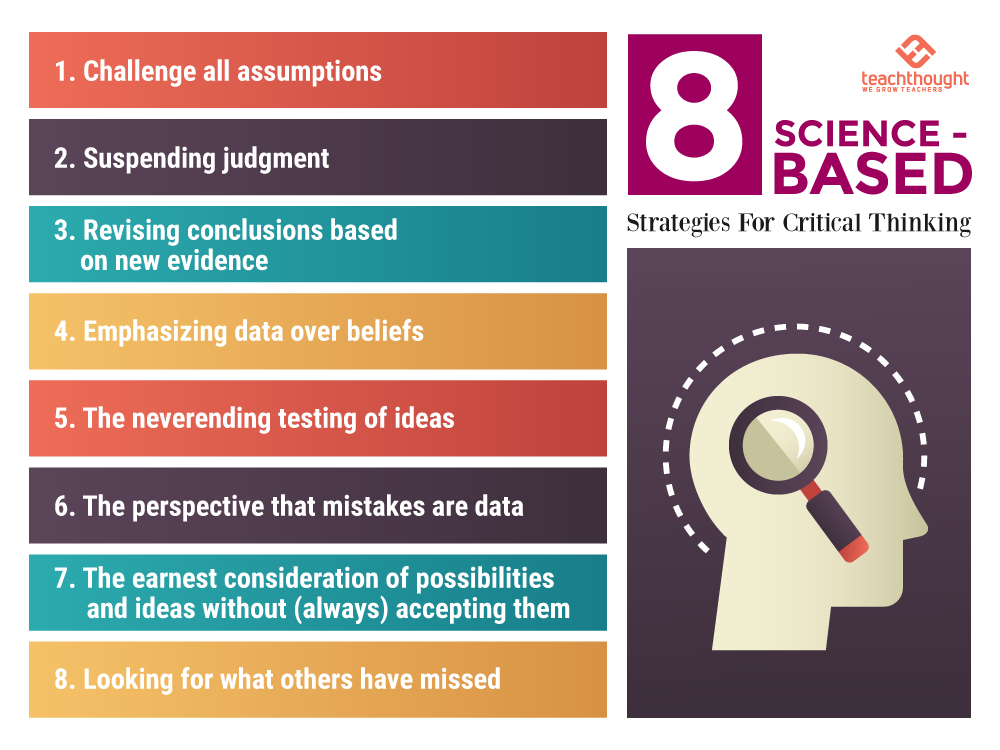 1. Challenge all assumptions
2. Suspending judgment
3. Revising conclusions based
on new evidence
4. Emphasizing data over beliefs
5. The neverending testing of ideas
6. The perspective that mistakes are data
7. The earnest consideration of possibilities
and ideas without (always) accepting them
8. Looking for what others have missed
8
teachthought
WE GROW TEACHERS
SCIENCE -
BASED
Strategies For Critical Thinking